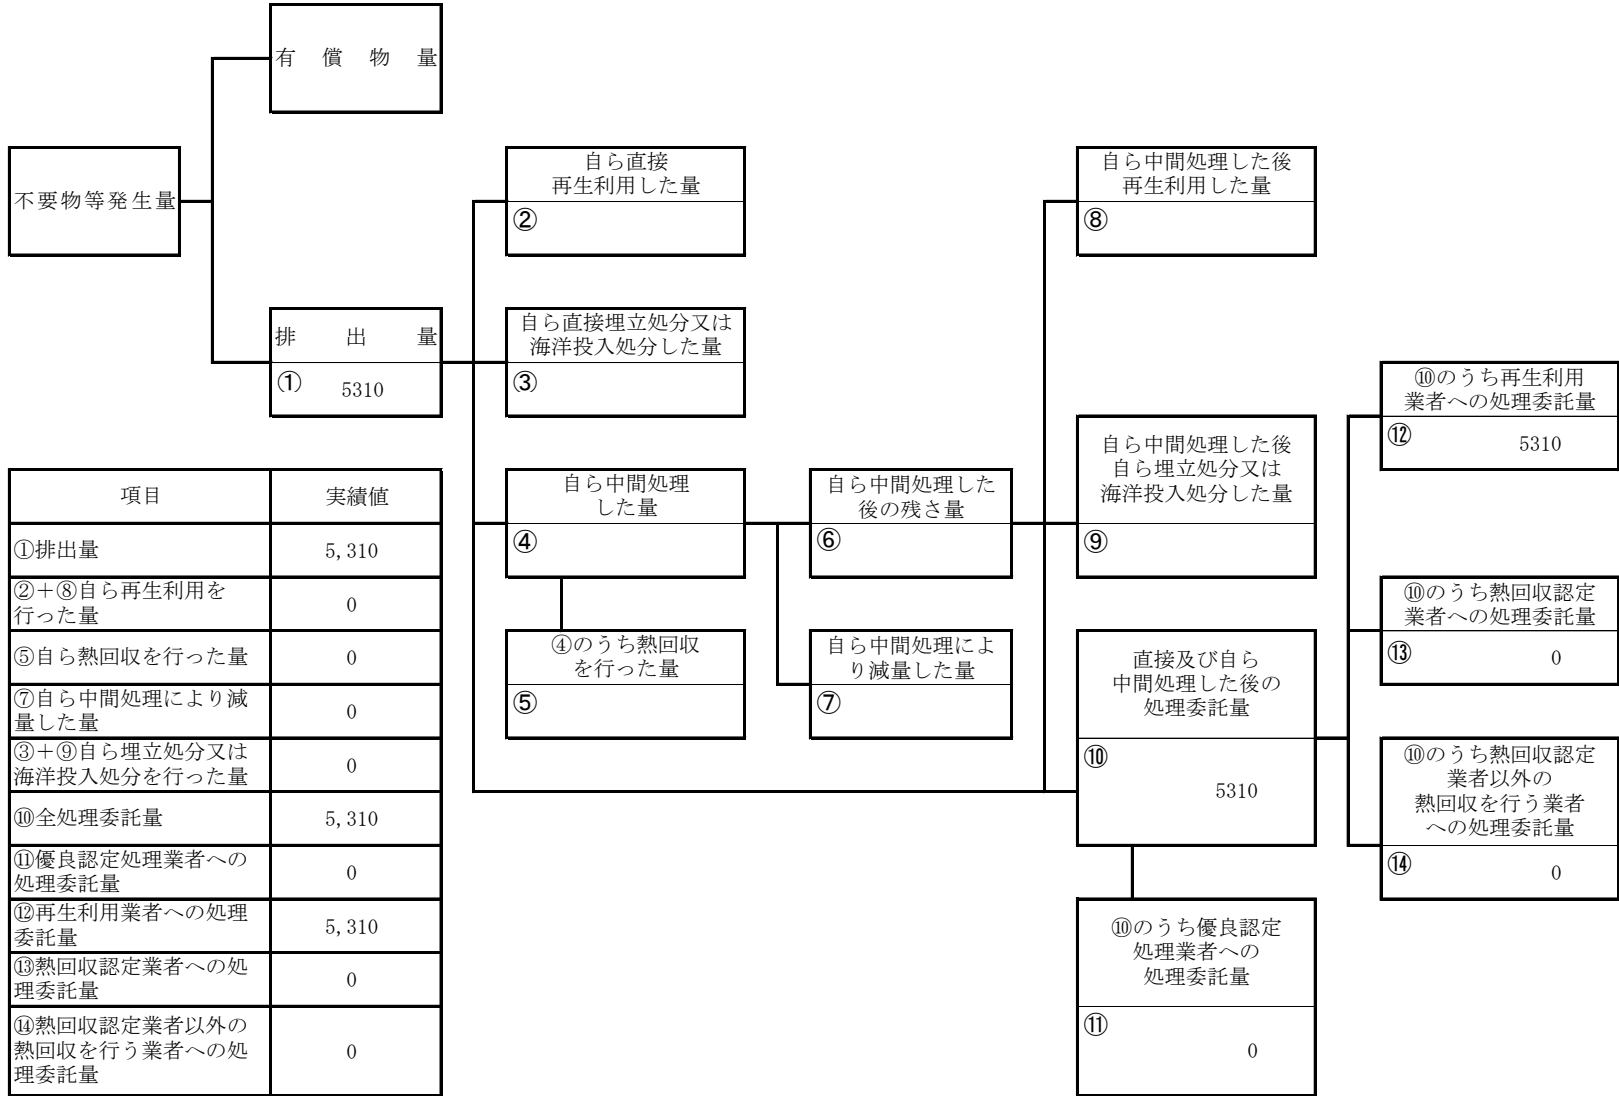 有償物量
不要物等発生量
排出量
① 5310
自ら直接
再生利用した量
②
自ら直接埋立処分又は
海洋投入処分した量
③
自ら中間処理
した量
④
④のうち熱回収
を行った量
⑤
自ら中間処理した
後の残さ量
⑥
自ら中間処理によ
り減量した量
⑦
自ら中間処理した後
再生利用した量
⑧
自ら中間処理した後
自ら埋立処分又は
海洋投入処分した量
⑨
直接及び自ら
中間処理した後の
処理委託量
⑩
5310
⑩のうち優良認定
処理業者への
処理委託量
⑪
0
⑩のうち再生利用
業者への処理委託量
⑫ 5310
⑩のうち熱回収認定
業者への処理委託量
⑬ 0
⑩のうち熱回収認定
業者以外の
熱回収を行う業者
への処理委託量
⑭ 0
項目 実績値
①排出量 5,310
②+⑧自ら再生利用を
行った量 0
⑤自ら熱回収を行った量 0
⑦自ら中間処理により減
量した量 0
③+⑨自ら埋立処分又は
海洋投入処分を行った量 0
⑩全処理委託量 5,310
⑪優良認定処理業者への
処理委託量 0
⑫再生利用業者への処理
委託量 5,310
⑬熱回収認定業者への処
理委託量 0
⑭熱回収認定業者以外の
熱回収を行う業者への処
理委託量 0